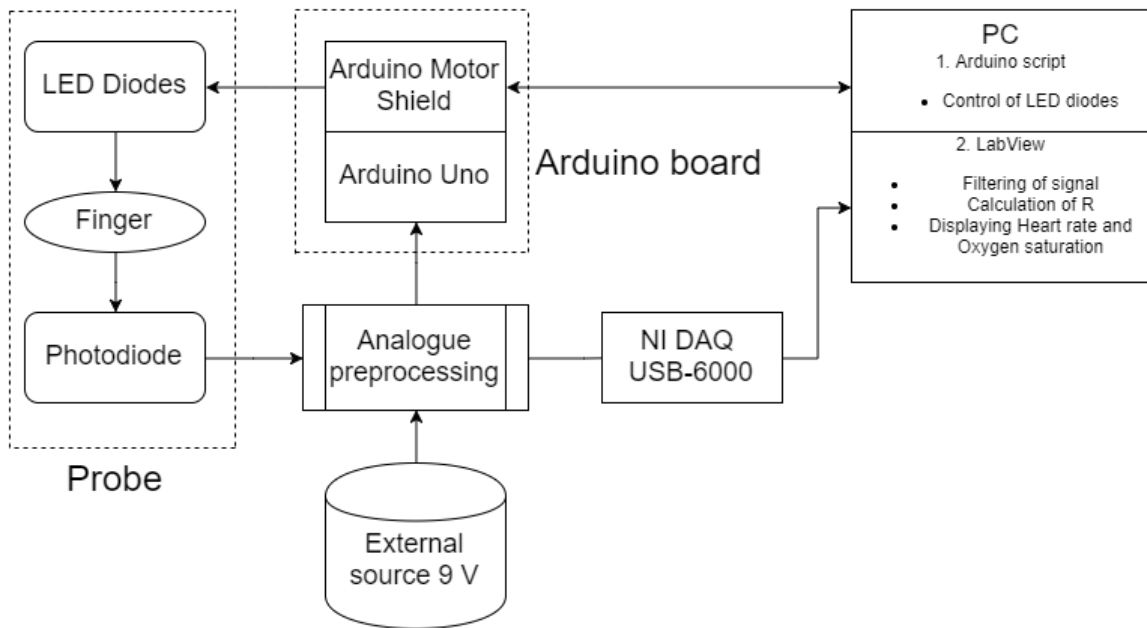 LED Diodes
Finger
Photodiode
Probe
Arduino Motor
Shield
Arduino Uno
Arduino board
Analogue
preprocessing
External
source 9 V
NI DAQ
USB-6000
PC
1. Arduino script
• Control of LED diodes
2. LabView
• Filtering of signal
• Calculation of R
• Displaying Heart rate and
Oxygen saturation